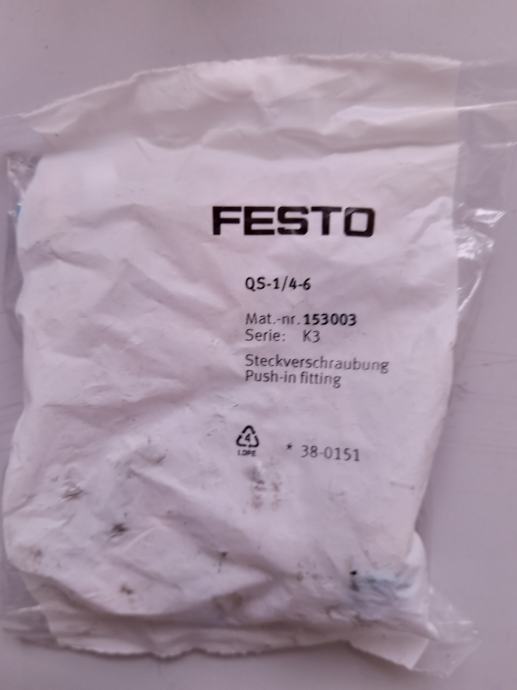 FESTO
QS-1/4-6
Mat.-nr. 153003
Serie: K3
Steckverschraubung
Push-in fitting
4
LDPE
* 38-0151